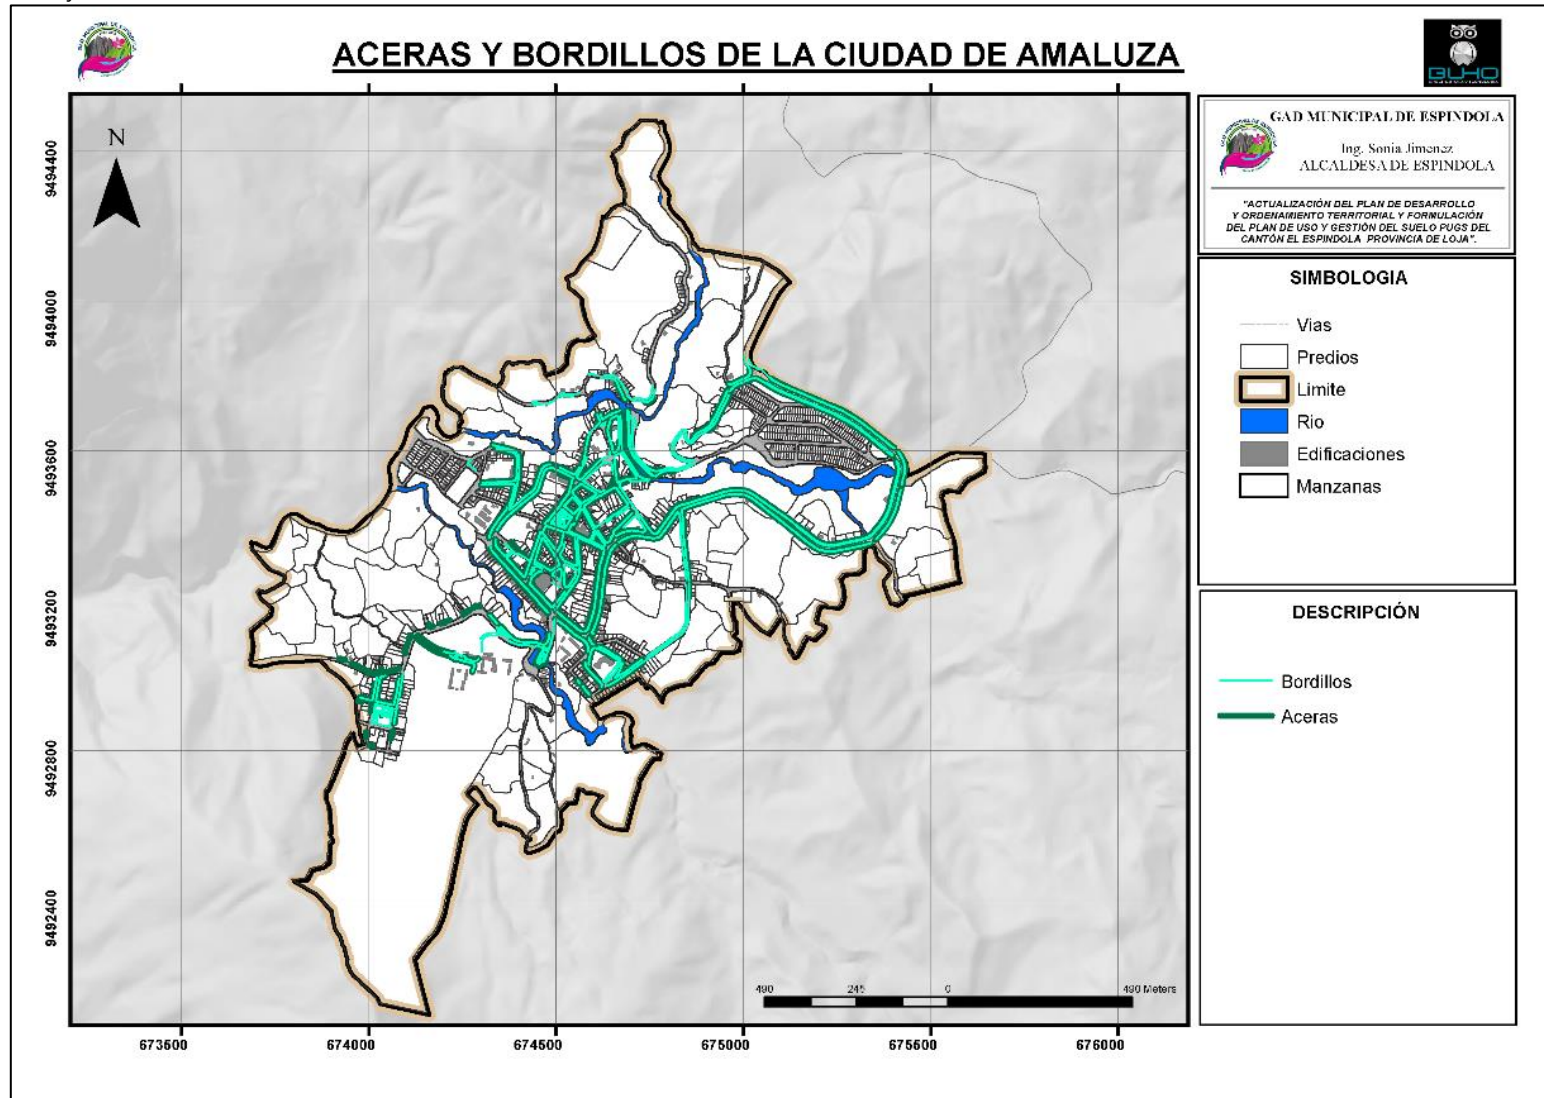 ACERAS Y BORDILLOS DE LA CIUDAD DE AMALUZA
BUHO
N
9494400
9494000
9493600
9493200
9492800
9492400
673500
674000
674500
675000
675500
676000
490
245
0
490 Meters
GAD MUNICIPAL DE ESPINDOLA
Ing. Sonia Jimenez
ALCALDESA DE ESPINDOLA
"ACTUALIZACIÓN DEL PLAN DE DESARROLLO
Y ORDENAMIENTO TERRITORIAL Y FORMULACIÓN
DEL PLAN DE USO Y GESTIÓN DEL SUELO PUGS DEL
CANTÓN EL ESPINDOLA PROVINCIA DE LOJA".
SIMBOLOGIA
Vias
Predios
Limite
Rio
Edificaciones
Manzanas
DESCRIPCIÓN
Bordillos
Aceras